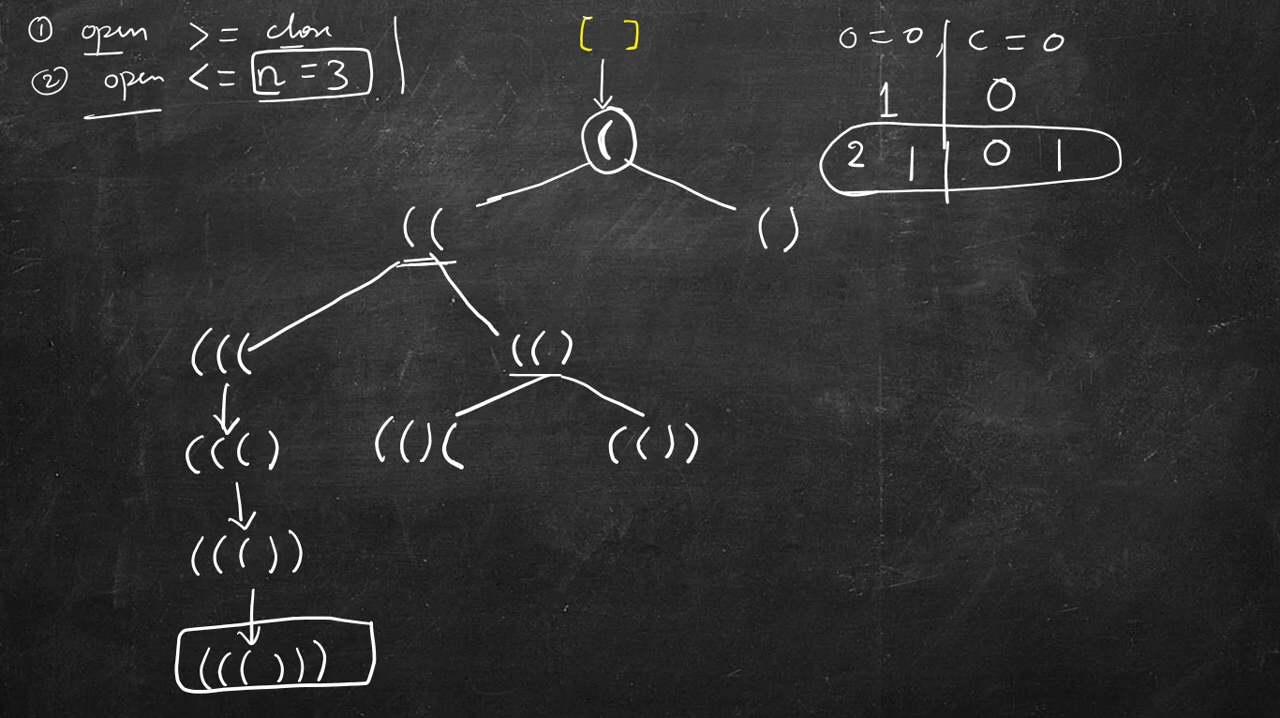 ① open >= close
② open <= n = 3
[ ]
o = 0, c = 0
1 0
2 1 0 1
(
(( ()
((( (()
((() (()( (())
((())
((()))